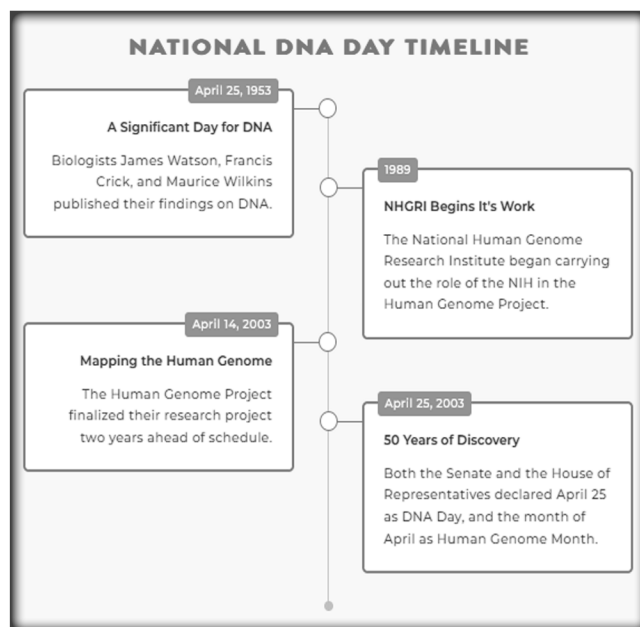 NATIONAL DNA DAY TIMELINE
April 25, 1953
A Significant Day for DNA
Biologists James Watson, Francis
Crick, and Maurice Wilkins
published their findings on DNA.
1989
NHGRI Begins It's Work
The National Human Genome
Research Institute began carrying
out the role of the NIH in the
Human Genome Project.
April 14, 2003
Mapping the Human Genome
The Human Genome Project
finalized their research project
two years ahead of schedule.
April 25, 2003
50 Years of Discovery
Both the Senate and the House of
Representatives declared April 25
as DNA Day, and the month of
April as Human Genome Month.